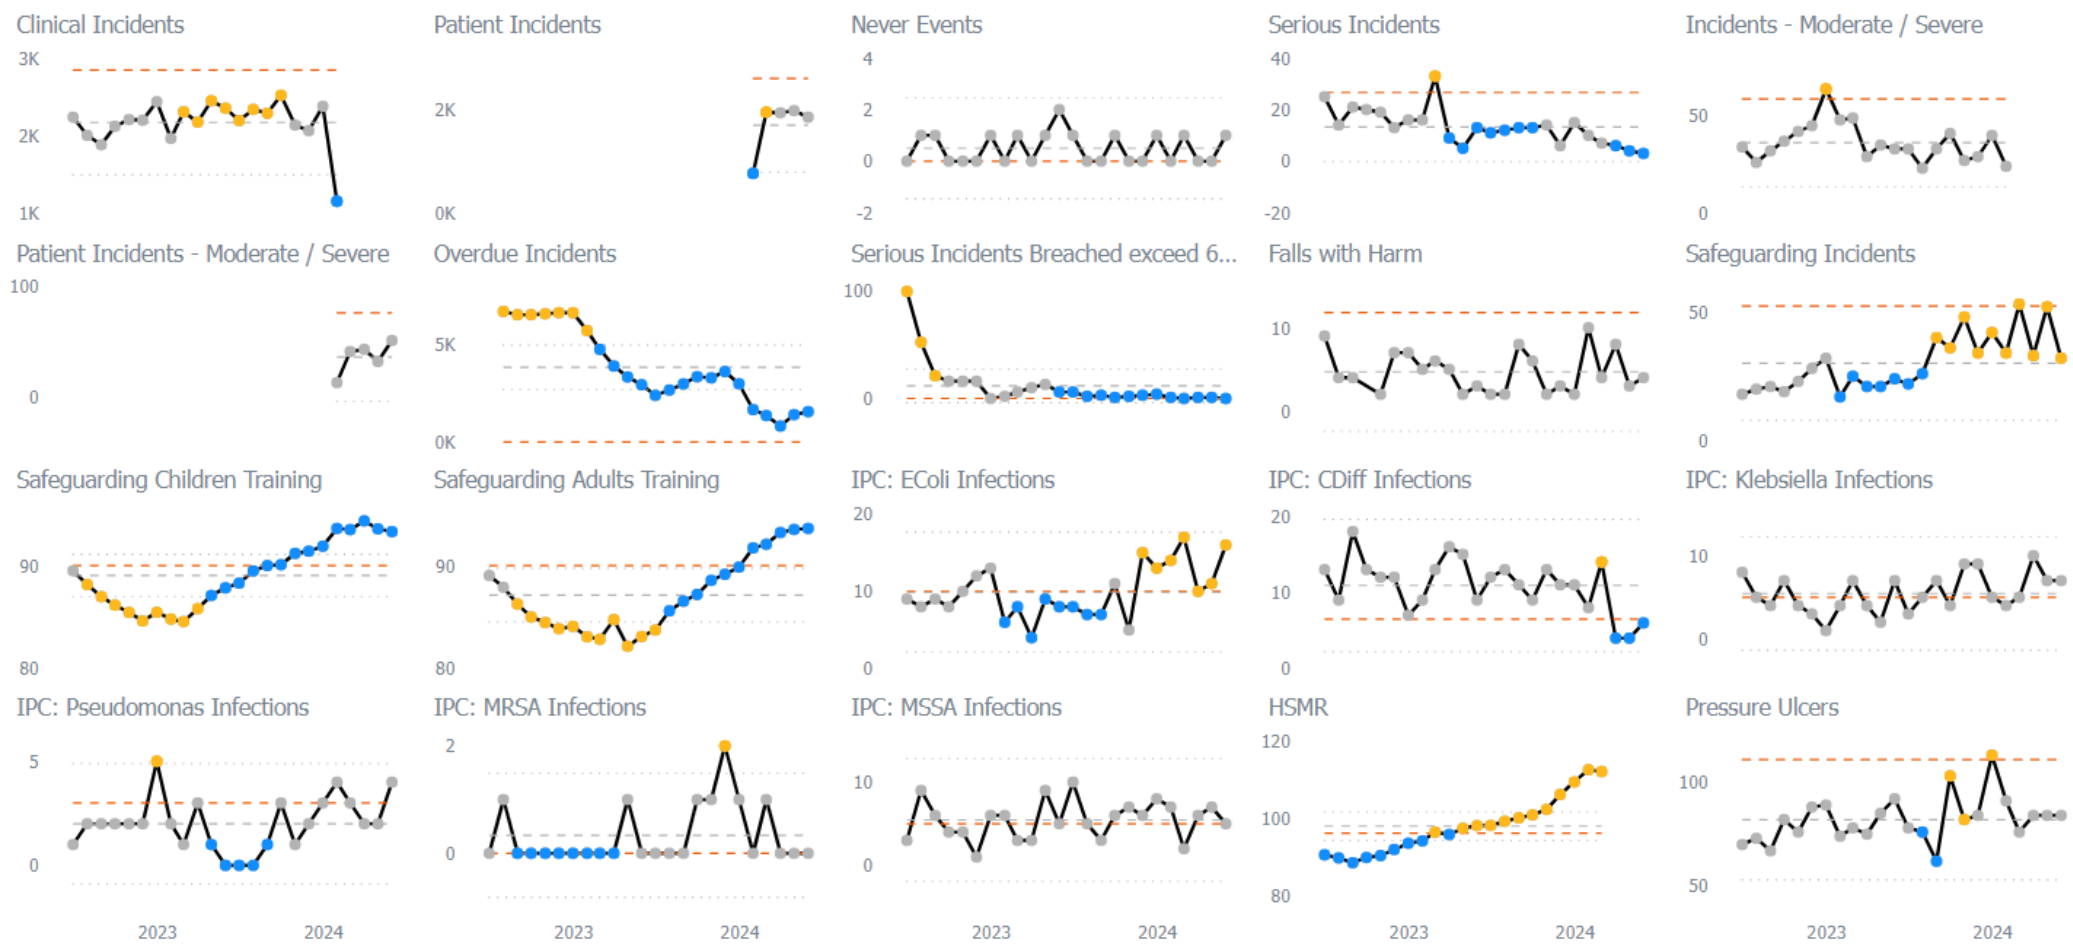 Clinical Incidents
3K
2K
1K
Patient Incidents
2K
0K
Never Events
4
2
0
-2
Serious Incidents
40
20
0
-20
Incidents - Moderate / Severe
50
0
Patient Incidents - Moderate / Severe
100
0
Overdue Incidents
5K
0K
Serious Incidents Breached exceed 6...
100
0
Falls with Harm
10
0
Safeguarding Incidents
50
0
Safeguarding Children Training
90
80
Safeguarding Adults Training
90
80
IPC: EColi Infections
20
10
0
IPC: CDiff Infections
20
10
0
IPC: Klebsiella Infections
10
0
IPC: Pseudomonas Infections
5
0
2023 2024
IPC: MRSA Infections
2
0
2023 2024
IPC: MSSA Infections
10
0
2023 2024
HSMR
120
100
80
2023 2024
Pressure Ulcers
100
50
2023 2024